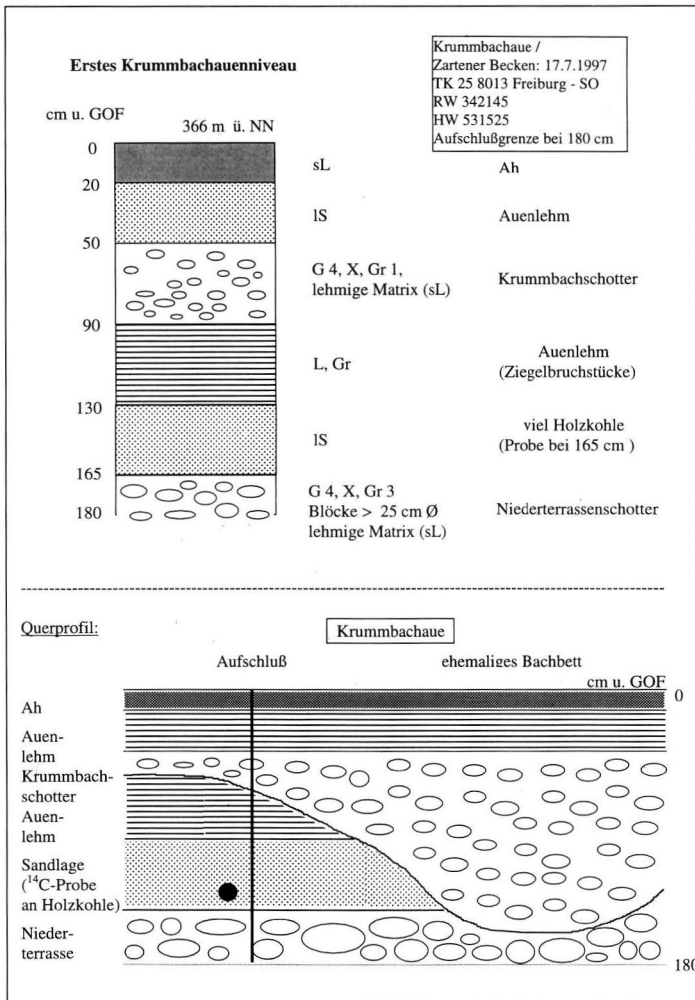 Erstes Krummbachauenniveau
Krummbachaue /
Zartener Becken: 17.7.1997
TK 25 8013 Freiburg - SO
RW 342145
HW 531525
Aufschlußgrenze bei 180 cm
cm u. GOF
366 m ü. NN
0
sL
Ah
20
lS
Auenlehm
50
G 4, X, Gr 1,
lehmige Matrix (sL)
Krummbachschotter
90
L, Gr
Auenlehm
(Ziegelbruchstücke)
130
lS
viel Holzkohle
(Probe bei 165 cm )
165
G 4, X, Gr 3
Blöcke > 25 cm Ø
lehmige Matrix (sL)
Niederterrassenschotter
180
Querprofil:
Krummbachaue
Aufschluß
ehemaliges Bachbett
cm u. GOF
0
Ah
Auen-
lehm
Krummbach-
schotter
Auen-
lehm
Sandlage
(¹⁴C-Probe
an Holzkohle)
Nieder-
terrasse
180